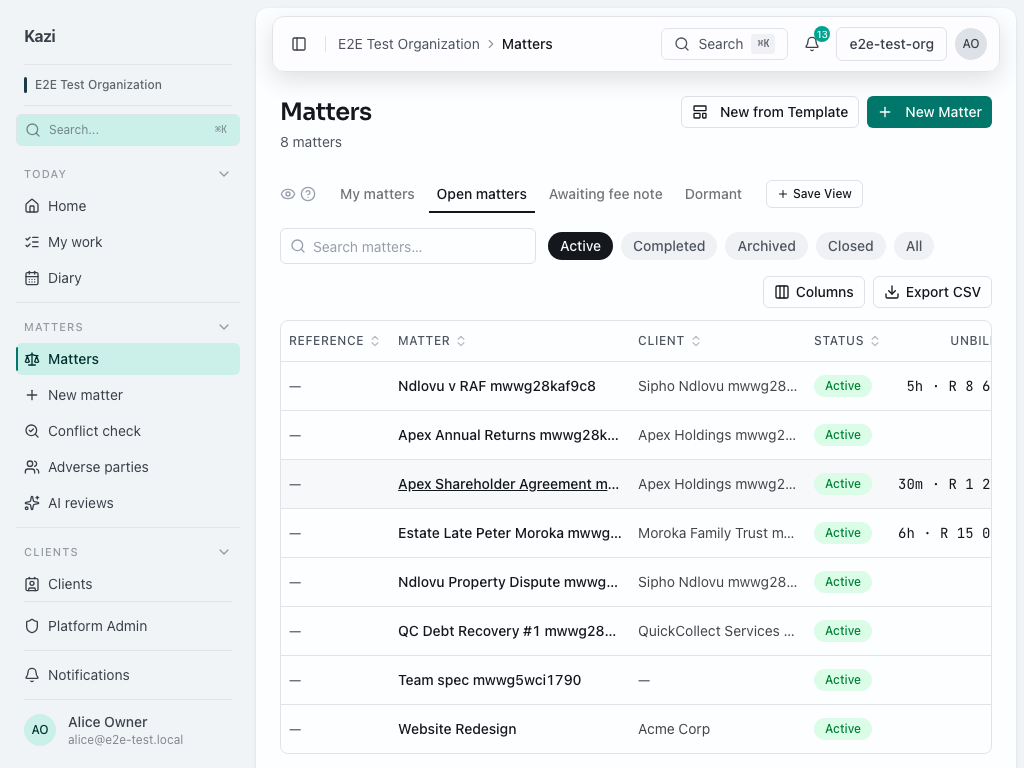 Kazi
E2E Test Organization
Search... ⌘K
TODAY
Home
My work
Diary
MATTERS
Matters
New matter
Conflict check
Adverse parties
AI reviews
CLIENTS
Clients
Platform Admin
Notifications
AO Alice Owner
alice@e2e-test.local
E2E Test Organization > Matters
Search ⌘K
13
e2e-test-org
AO
Matters
8 matters
New from Template
+ New Matter
My matters Open matters Awaiting fee note Dormant + Save View
Search matters... Active Completed Archived Closed All
Columns Export CSV
REFERENCE MATTER CLIENT STATUS UNBIL
— Ndlovu v RAF mwwg28kaf9c8 Sipho Ndlovu mwwg28... Active 5h · R 8 6
— Apex Annual Returns mwwg28k... Apex Holdings mwwg2... Active
— Apex Shareholder Agreement m... Apex Holdings mwwg2... Active 30m · R 1 2
— Estate Late Peter Moroka mwwg... Moroka Family Trust m... Active 6h · R 15 0
— Ndlovu Property Dispute mwwg... Sipho Ndlovu mwwg28... Active
— QC Debt Recovery #1 mwwg28... QuickCollect Services ... Active
— Team spec mwwg5wci1790 — Active
— Website Redesign Acme Corp Active